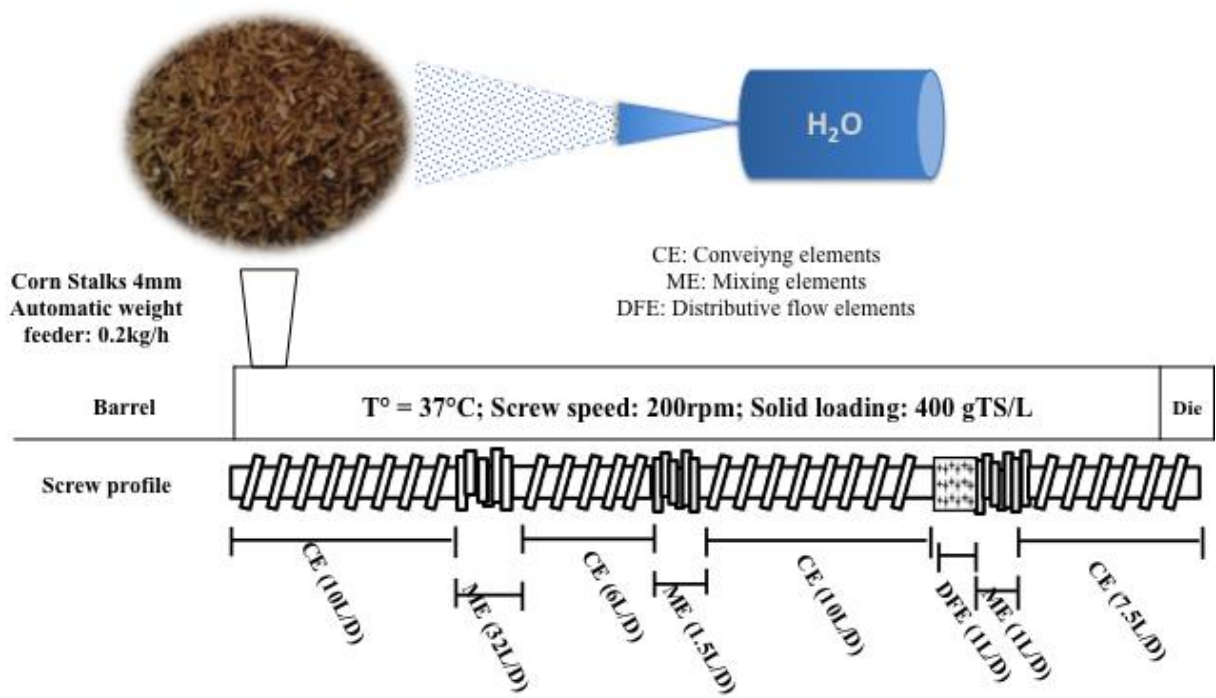 H₂O
CE: Conveiyng elements
ME: Mixing elements
DFE: Distributive flow elements
Corn Stalks 4mm
Automatic weight
feeder: 0.2kg/h
Barrel
T° = 37°C; Screw speed: 200rpm; Solid loading: 400 gTS/L
Die
Screw profile
CE (10L/D)
ME (32L/D)
CE (6L/D)
ME (1.5L/D)
CE (10L/D)
DFE (1L/D)
ME (1L/D)
CE (7.5L/D)